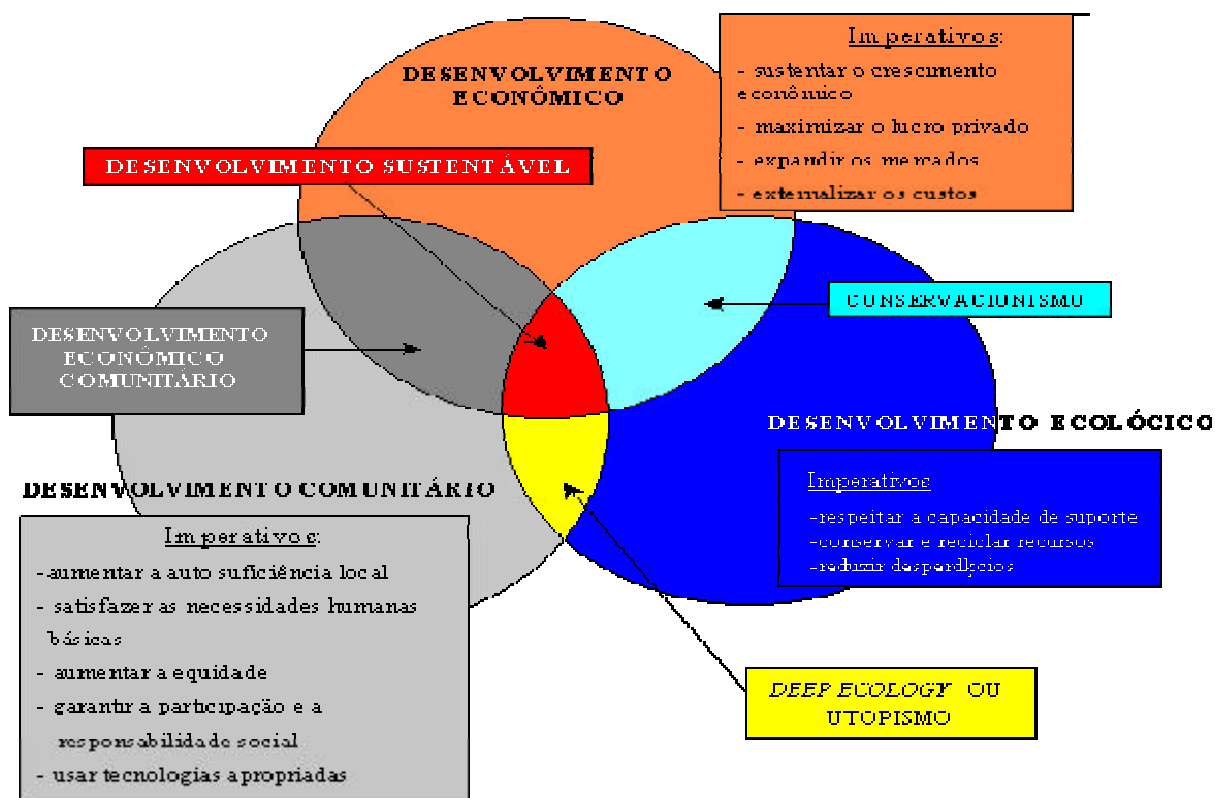 DESENVOLVIMENTO
ECONÔMICO
Imperativos:
- sustentar o crescimento
econômico
- maximizar o lucro privado
- expandir os mercados
- externalizar os custos
DESENVOLVIMENTO SUSTENTÁVEL
CONSERVACIONISMO
DESENVOLVIMENTO
ECONÔMICO
COMUNITÁRIO
DESENVOLVIMENTO ECOLÓCICO
Imperativos
-respeitar a capacidade de suporte
-conservar e reciclar recursos
-reduzir desperdícios
DESENVOLVIMENTO COMUNITÁRIO
Imperativos:
-aumentar a auto suficiência local
- satisfazer as necessidades humanas
básicas
- aumentar a equidade
- garantir a participação e a
responsabilidade social
- usar tecnologias apropriadas
DEEP ECOLOGY OU
UTOPISMO